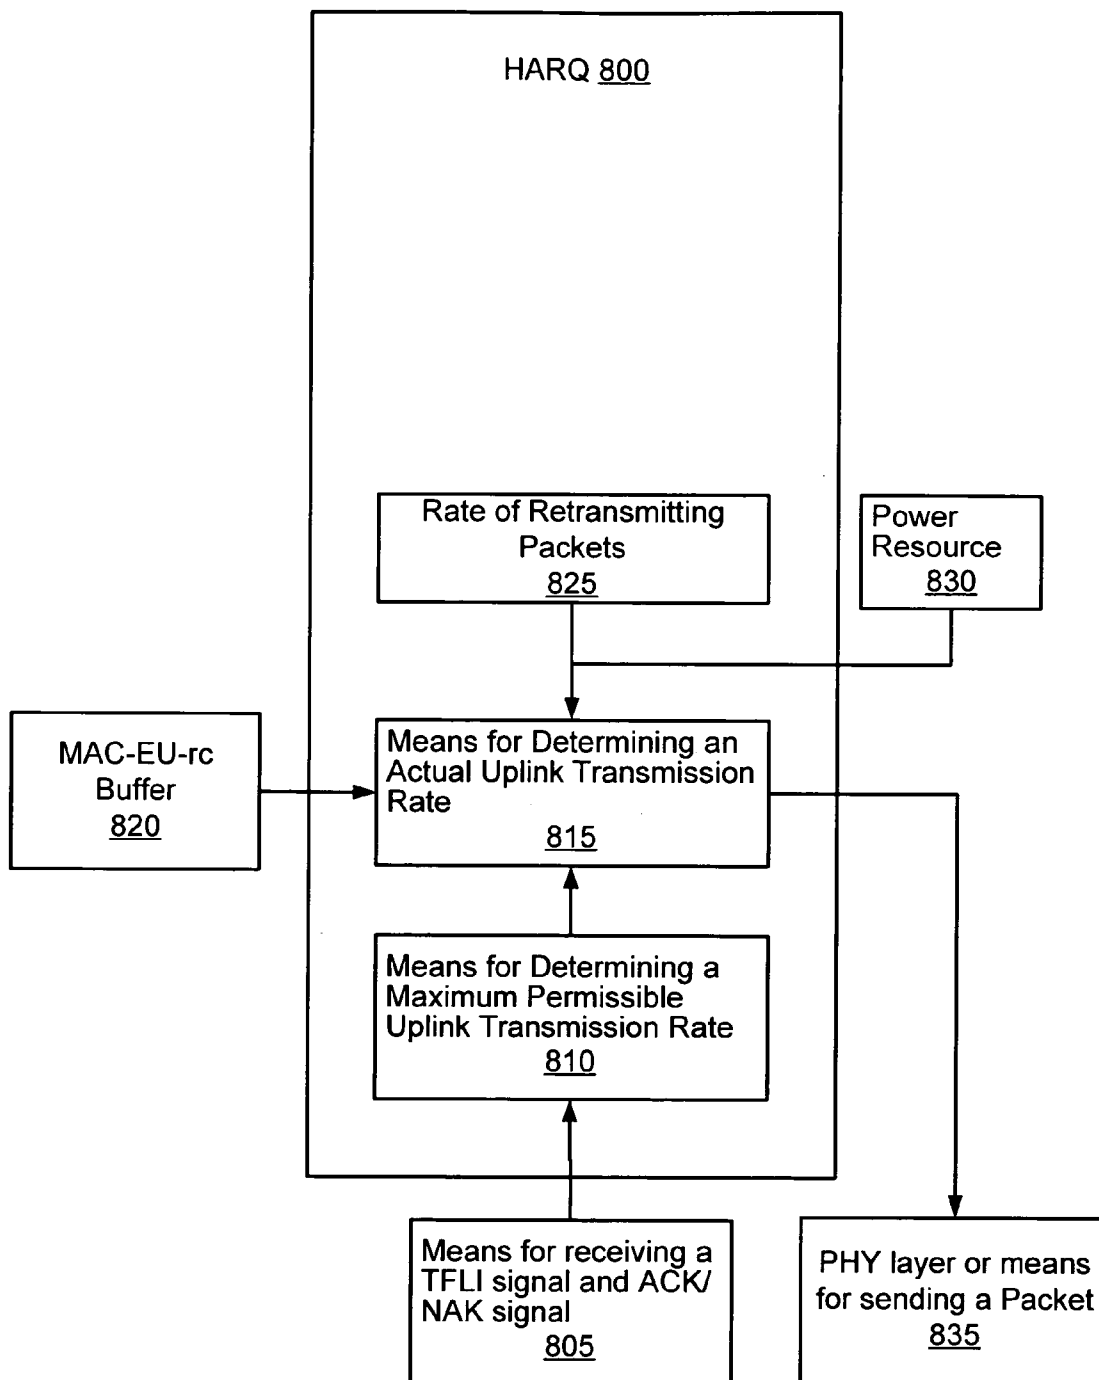 HARQ 800
Rate of Retransmitting
Packets
825
Power
Resource
830
MAC-EU-rc
Buffer
820
Means for Determining an
Actual Uplink Transmission
Rate
815
Means for Determining a
Maximum Permissible
Uplink Transmission Rate
810
Means for receiving a
TFLI signal and ACK/
NAK signal
805
PHY layer or means
for sending a Packet
835